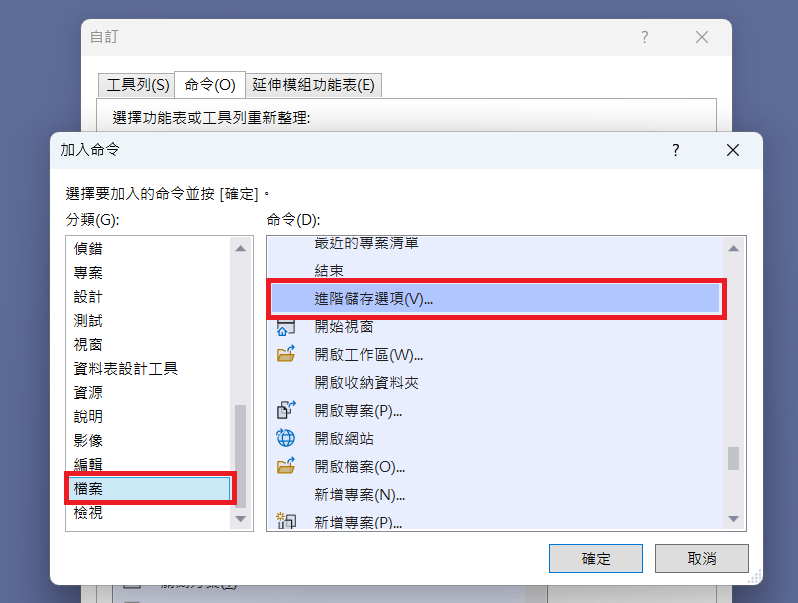 自訂
?
工具列(S)
命令(O)
延伸模組功能表(E)
選擇功能表或工具列重新整理:
加入命令
?
選擇要加入的命令並按 [確定]。
分類(G):
偵錯
專案
設計
測試
視窗
資料表設計工具
資源
說明
影像
編輯
檔案
檢視
命令(D):
最近的專案清單
結束
進階儲存選項(V)...
開始視窗
開啟工作區(W)...
開啟收納資料夾
開啟專案(P)...
開啟網站
開啟檔案(O)...
新增專案(N)...
新增專案(P)...
確定
取消